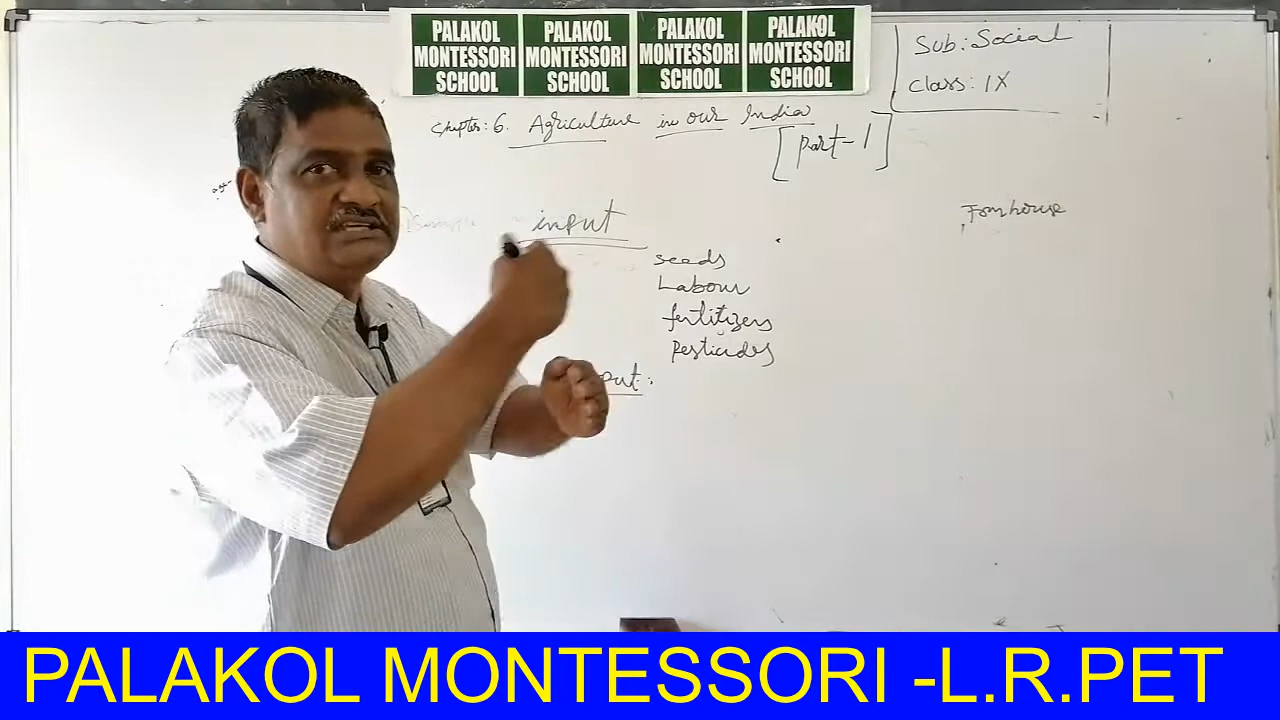 PALAKOL MONTESSORI SCHOOL
PALAKOL MONTESSORI SCHOOL
PALAKOL MONTESSORI SCHOOL
PALAKOL MONTESSORI SCHOOL
Sub: Social
Class: IX
Chapter: 6. Agriculture in our India
[Part-1]
input
seeds
Labour
fertilizers
Pesticides
put:
PALAKOL MONTESSORI -L.R.PET